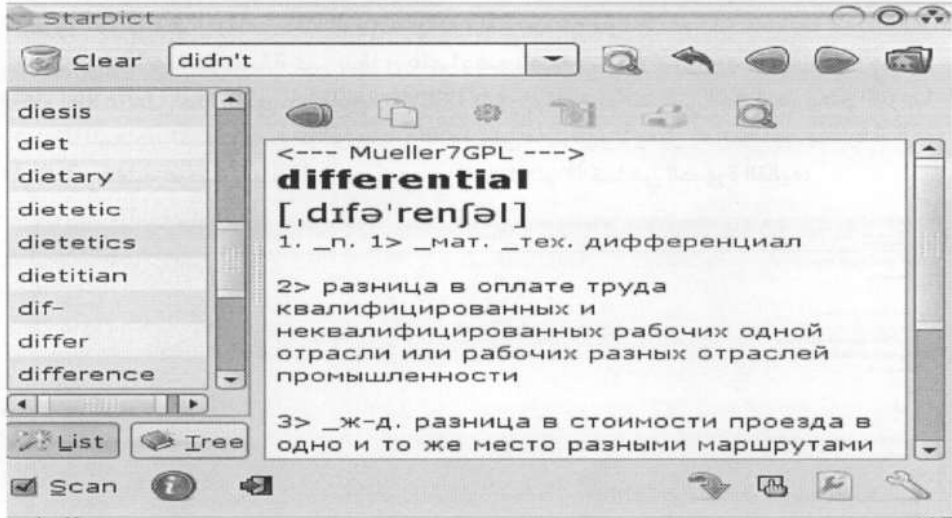 StarDict
Clear
didn't
diesis
diet
dietary
dietetic
dietetics
dietitian
dif-
differ
difference
List
Tree
Scan
<--- Mueller7GPL --->
differential
[ˌdɪfəˈrenʃəl]
1. _n. 1> _мат. _тех. дифференциал
2> разница в оплате труда
квалифицированных и
неквалифицированных рабочих одной
отрасли или рабочих разных отраслей
промышленности
3> _ж-д. разница в стоимости проезда в
одно и то же место разными маршрутами